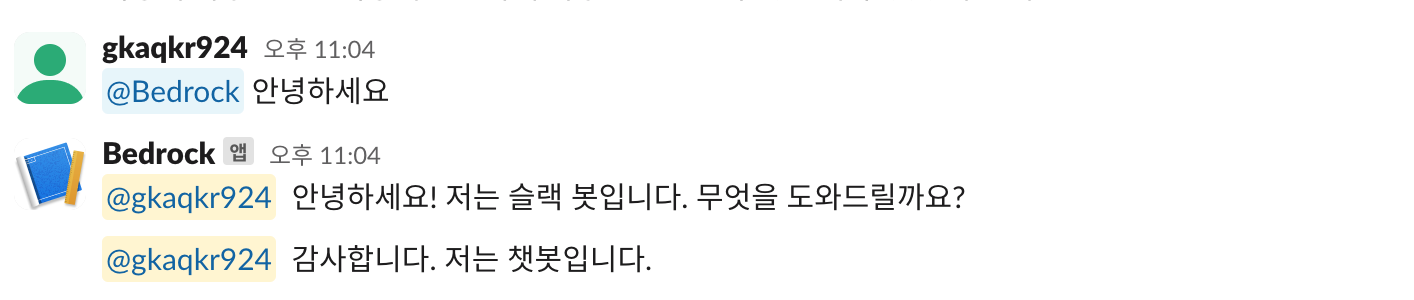 gkaqkr924 오후 11:04
@Bedrock 안녕하세요
Bedrock 앱 오후 11:04
@gkaqkr924 안녕하세요! 저는 슬랙 봇입니다. 무엇을 도와드릴까요?
@gkaqkr924 감사합니다. 저는 챗봇입니다.